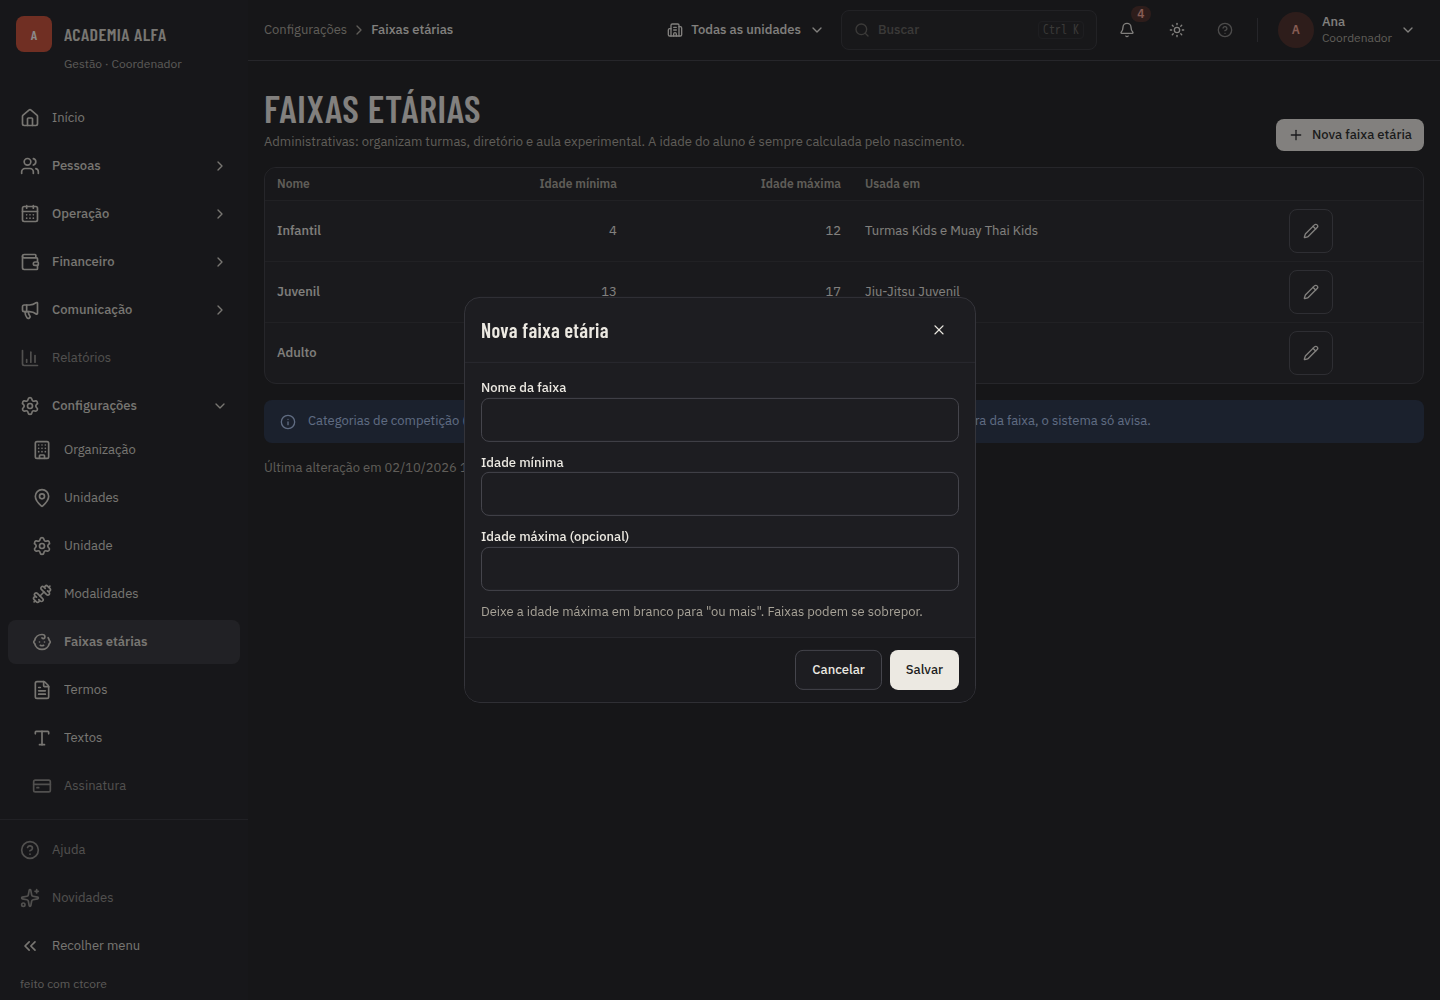 A
ACADEMIA ALFA
Gestão · Coordenador
Início
Pessoas
Operação
Financeiro
Comunicação
Relatórios
Configurações
Organização
Unidades
Unidade
Modalidades
Faixas etárias
Termos
Textos
Assinatura
Ajuda
Novidades
Recolher menu
feito com ctcore
Configurações > Faixas etárias
Todas as unidades
Buscar Ctrl K
4
A
Ana
Coordenador
FAIXAS ETÁRIAS
Administrativas: organizam turmas, diretório e aula experimental. A idade do aluno é sempre calculada pelo nascimento.
Nova faixa etária
Nome Idade mínima Idade máxima Usada em
Infantil 4 12 Turmas Kids e Muay Thai Kids
Juvenil 13 17 Jiu-Jitsu Juvenil
Adulto
Categorias de competição
ra da faixa, o sistema só avisa.
Última alteração em 02/10/2026
Nova faixa etária
Nome da faixa
Idade mínima
Idade máxima (opcional)
Deixe a idade máxima em branco para "ou mais". Faixas podem se sobrepor.
Cancelar
Salvar